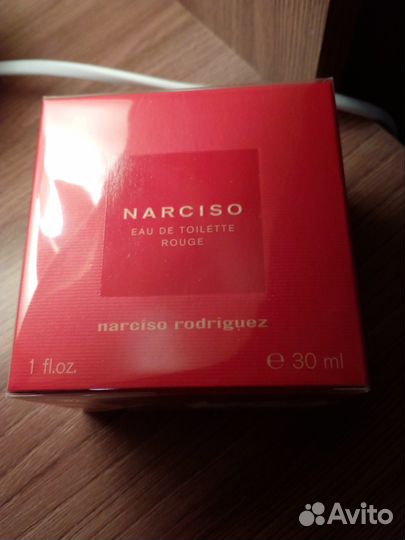 NARCISO
EAU DE TOILETTE
ROUGE
narciso rodriguez
1 fl.oz. ℮ 30 ml
Avito